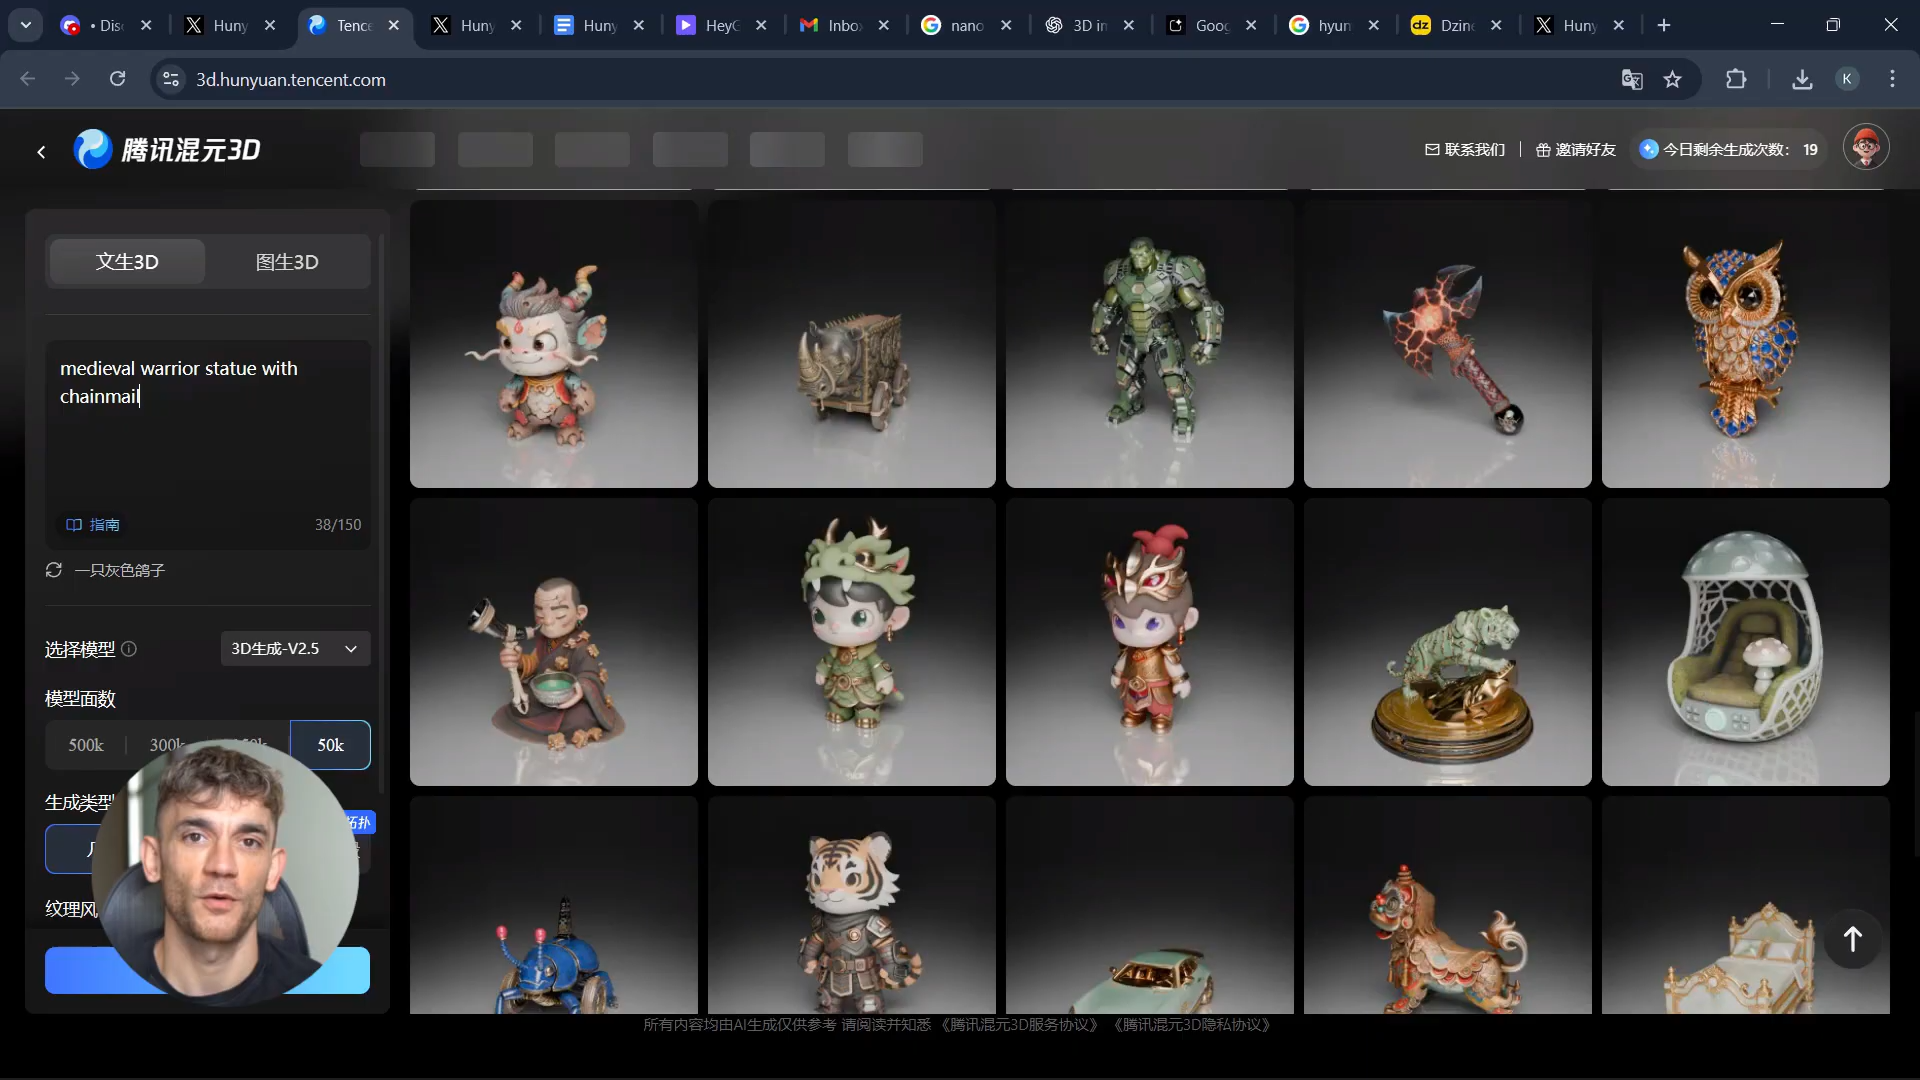 Disc
Huny
Tence
Huny
Huny
HeyG
Inbox
nano
3D in
Goog
hyun
Dzine
Huny
3d.hunyuan.tencent.com
K
腾讯混元3D
联系我们
邀请好友
今日剩余生成次数: 19
文生3D
图生3D
medieval warrior statue with
chainmail
指南
38/150
一只灰色鸽子
选择模型
3D生成-V2.5
模型面数
500k
300k
50k
生成类型
拓扑
纹理风
所有内容均由AI生成仅供参考 请阅读并知悉 《腾讯混元3D服务协议》 《腾讯混元3D隐私协议》